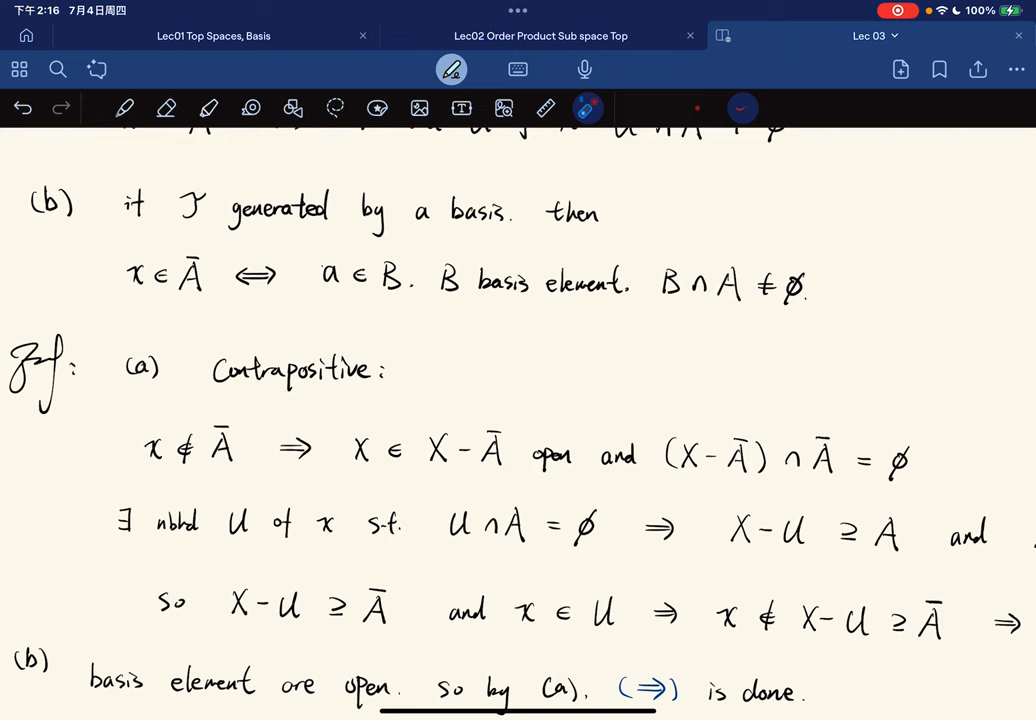 下午2:16 7月4日周四 100%
Lec01 Top Spaces, Basis Lec02 Order Product Sub space Top Lec 03
U ∩ A ≠ ∅
(b) if 𝒯 generated by a basis. then
x ∈ Ā ⟺ a ∈ B. B basis element. B ∩ A ≠ ∅.
Prf: (a) Contrapositive:
x ∉ Ā ⟹ X ∈ X − Ā open and (X − Ā) ∩ Ā = ∅
∃ nbhd U of x s.t. U ∩ A = ∅ ⟹ X − U ≥ A and
so X − U ≥ Ā and x ∈ U ⟹ x ∉ X − U ≥ Ā ⟹
(b) basis element are open. so by (a). (⟹) is done.